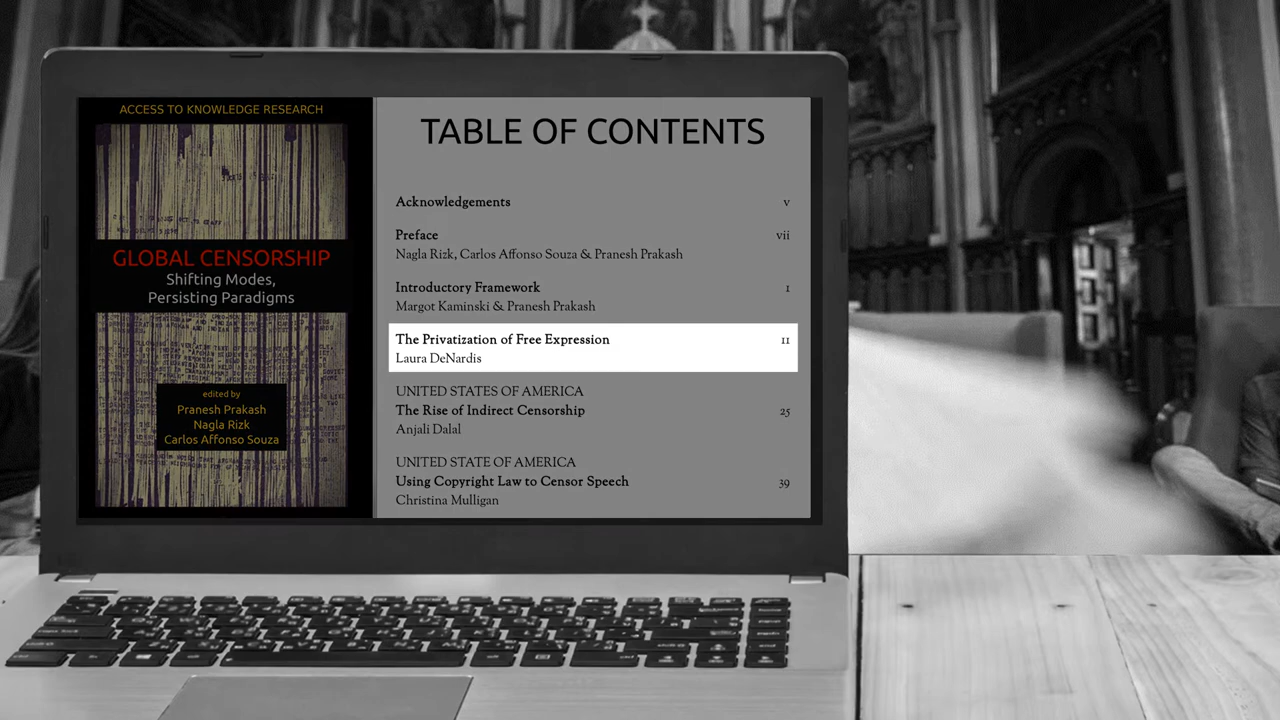 ACCESS TO KNOWLEDGE RESEARCH
GLOBAL CENSORSHIP
Shifting Modes,
Persisting Paradigms
edited by
Pranesh Prakash
Nagla Rizk
Carlos Affonso Souza
TABLE OF CONTENTS
Acknowledgements v
Preface vii
Nagla Rizk, Carlos Affonso Souza & Pranesh Prakash
Introductory Framework 1
Margot Kaminski & Pranesh Prakash
The Privatization of Free Expression 11
Laura DeNardis
UNITED STATES OF AMERICA
The Rise of Indirect Censorship 25
Anjali Dalal
UNITED STATE OF AMERICA
Using Copyright Law to Censor Speech 39
Christina Mulligan